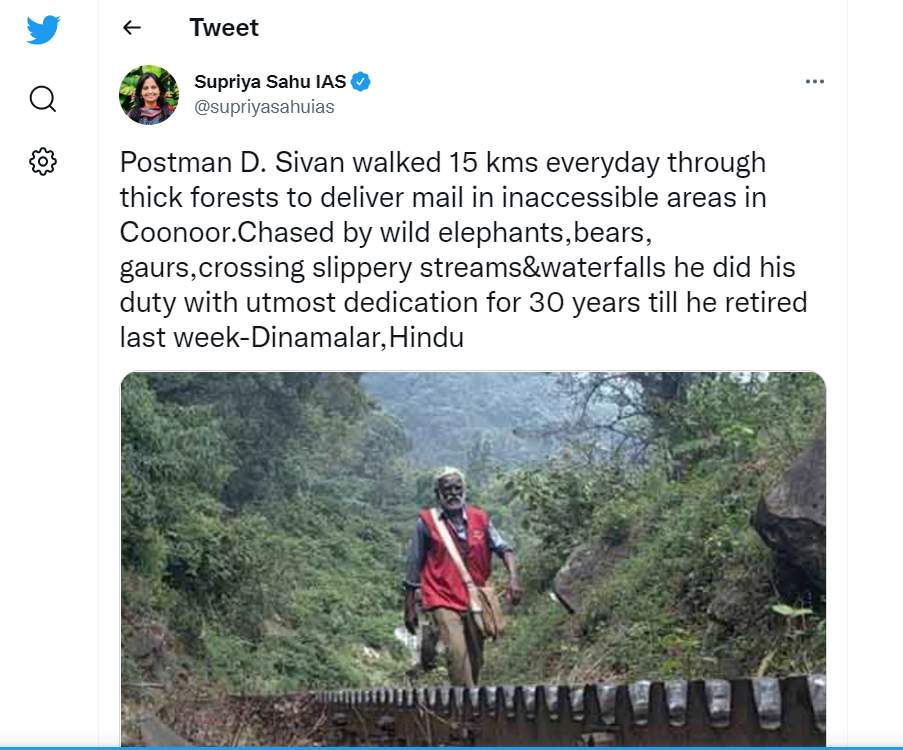 Tweet
Supriya Sahu IAS
@supriyasahuias
Postman D. Sivan walked 15 kms everyday through
thick forests to deliver mail in inaccessible areas in
Coonoor.Chased by wild elephants,bears,
gaurs,crossing slippery streams&waterfalls he did his
duty with utmost dedication for 30 years till he retired
last week-Dinamalar,Hindu